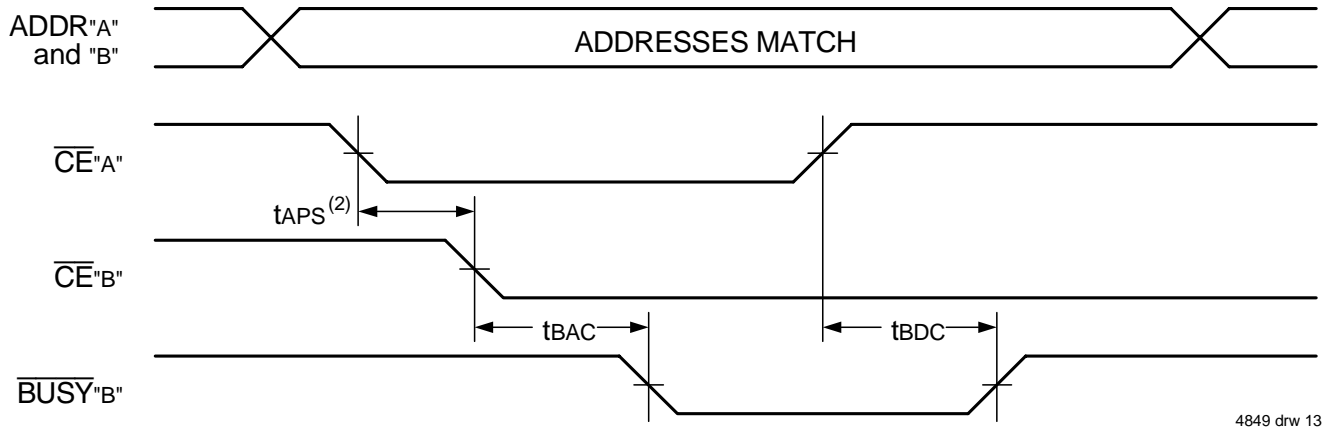 ADDR"A"
and "B"
ADDRESSES MATCH
CE"A"
tAPS(2)
CE"B"
tBAC
tBDC
BUSY"B"
4849 drw 13